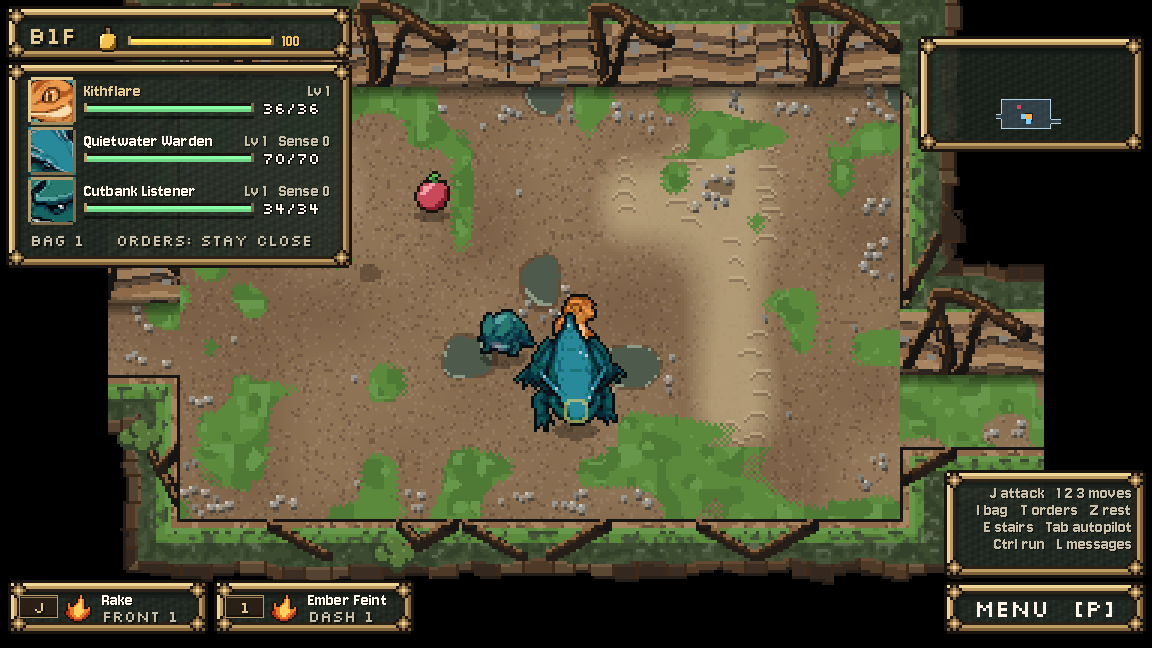 B1F 100
Kithflare Lv 1
36/36
Quietwater Warden Lv 1 Sense 0
70/70
Cutbank Listener Lv 1 Sense 0
34/34
BAG 1 ORDERS: STAY CLOSE
J attack 1 2 3 moves
I bag T orders Z rest
E stairs Tab autopilot
Ctrl run L messages
J Rake
FRONT 1
1 Ember Feint
DASH 1
MENU [P]